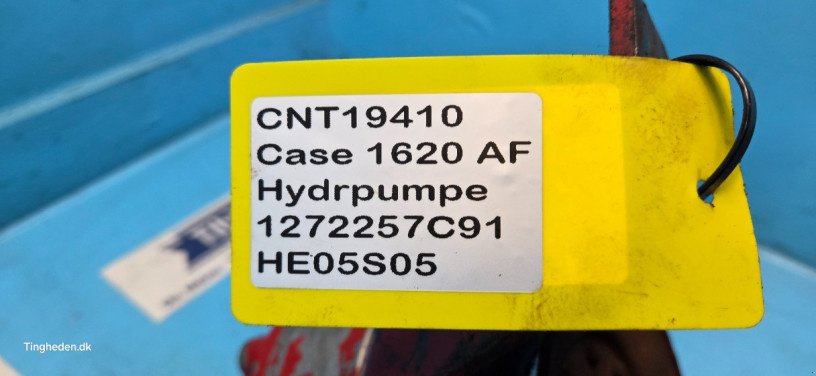 CNT19410
Case 1620 AF
Hydrpumpe
1272257C91
HE05S05
Tingheden.dk